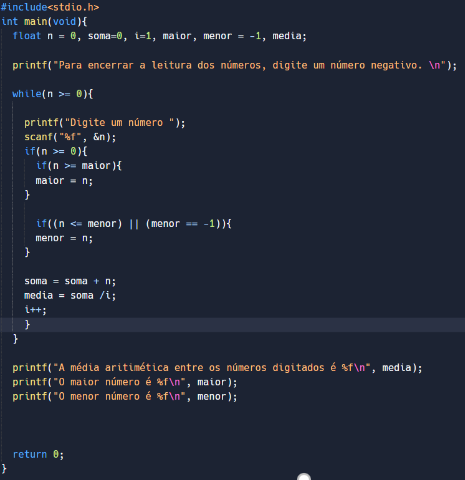 #include<stdio.h>
int main(void){
float n = 0, soma=0, i=1, maior, menor = -1, media;
printf("Para encerrar a leitura dos números, digite um número negativo. \n");
while(n >= 0){
printf("Digite um número ");
scanf("%f", &n);
if(n >= 0){
if(n >= maior){
maior = n;
}
if((n <= menor) || (menor == -1)){
menor = n;
}
soma = soma + n;
media = soma /i;
i++;
}
}
printf("A média aritimética entre os números digitados é %f\n", media);
printf("O maior número é %f\n", maior);
printf("O menor número é %f\n", menor);
return 0;
}